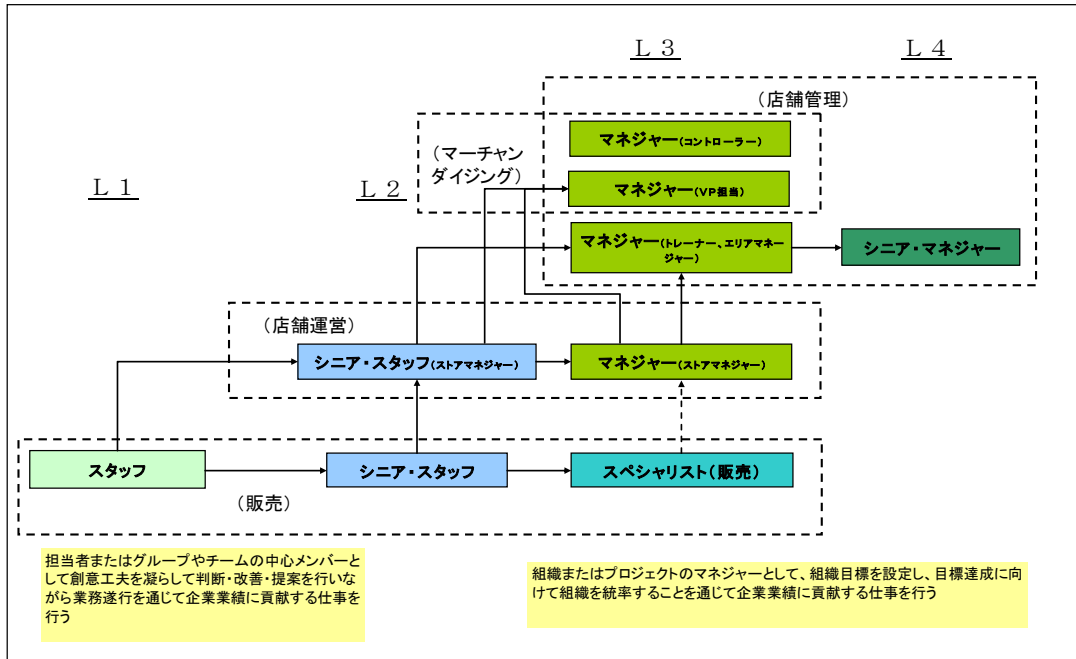 Ｌ３
Ｌ４
（店舗管理）
マネジャー（コントローラー）
（マーチャン
ダイジング）
Ｌ１
Ｌ２
マネジャー（ＶＰ担当）
マネジャー（トレーナー、エリアマネー
ジャー）
シニア・マネジャー
（店舗運営）
シニア・スタッフ（ストアマネジャー）
マネジャー（ストアマネジャー）
スタッフ
シニア・スタッフ
スペシャリスト（販売）
（販売）
担当者またはグループやチームの中心メンバーと
して創意工夫を凝らして判断・改善・提案を行いな
がら業務遂行を通じて企業業績に貢献する仕事を
行う
組織またはプロジェクトのマネジャーとして、組織目標を設定し、目標達成に向
けて組織を統率することを通じて企業業績に貢献する仕事を行う